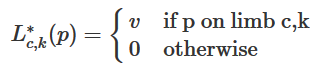 L*c,k(p) = { v if p on limb c,k
0 otherwise